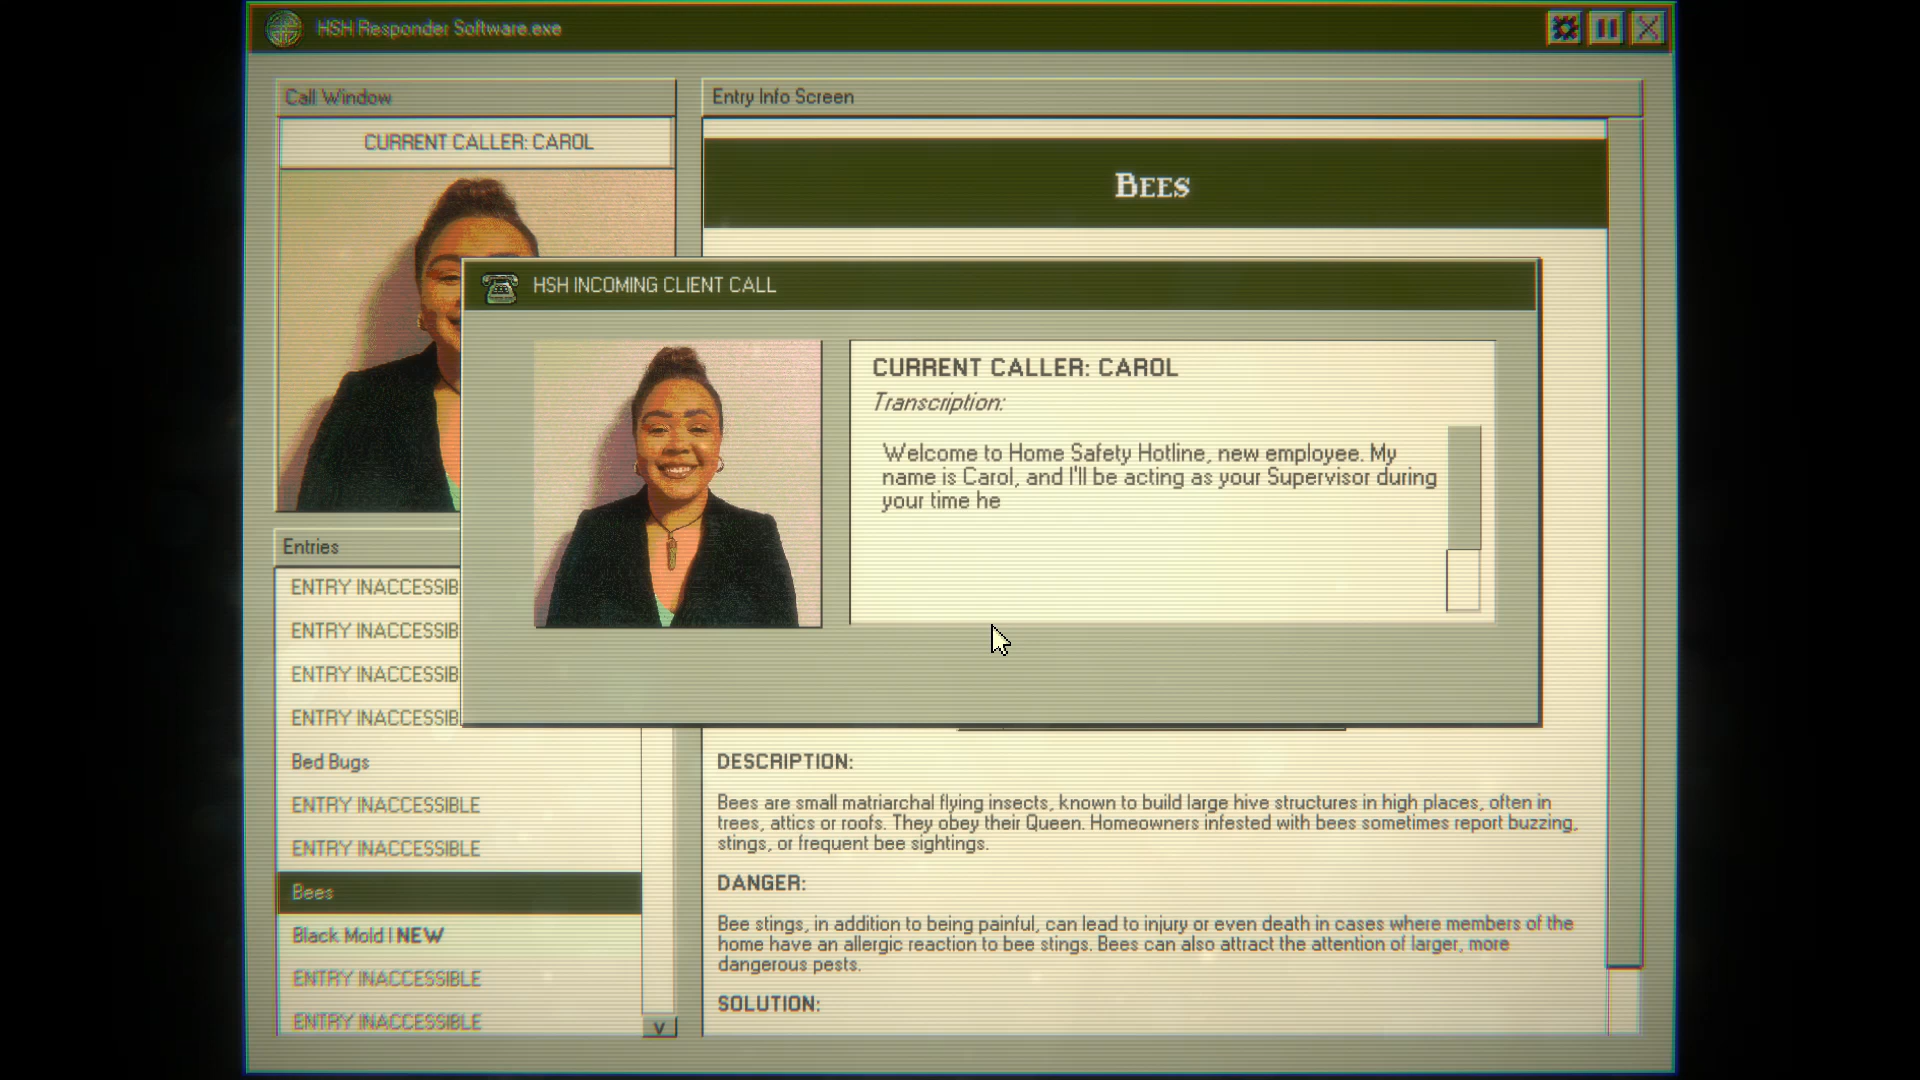 HSH Responder Software.exe
Call Window
CURRENT CALLER: CAROL
Entries
ENTRY INACCESSIB
ENTRY INACCESSIB
ENTRY INACCESSIB
ENTRY INACCESSIB
Bed Bugs
ENTRY INACCESSIBLE
ENTRY INACCESSIBLE
Bees
Black Mold | NEW
ENTRY INACCESSIBLE
ENTRY INACCESSIBLE
V
Entry Info Screen
BEES
HSH INCOMING CLIENT CALL
CURRENT CALLER: CAROL
Transcription:
Welcome to Home Safety Hotline, new employee. My
name is Carol, and I'll be acting as your Supervisor during
your time he
DESCRIPTION:
Bees are small matriarchal flying insects, known to build large hive structures in high places, often in
trees, attics or roofs. They obey their Queen. Homeowners infested with bees sometimes report buzzing,
stings, or frequent bee sightings.
DANGER:
Bee stings, in addition to being painful, can lead to injury or even death in cases where members of the
home have an allergic reaction to bee stings. Bees can also attract the attention of larger, more
dangerous pests.
SOLUTION: